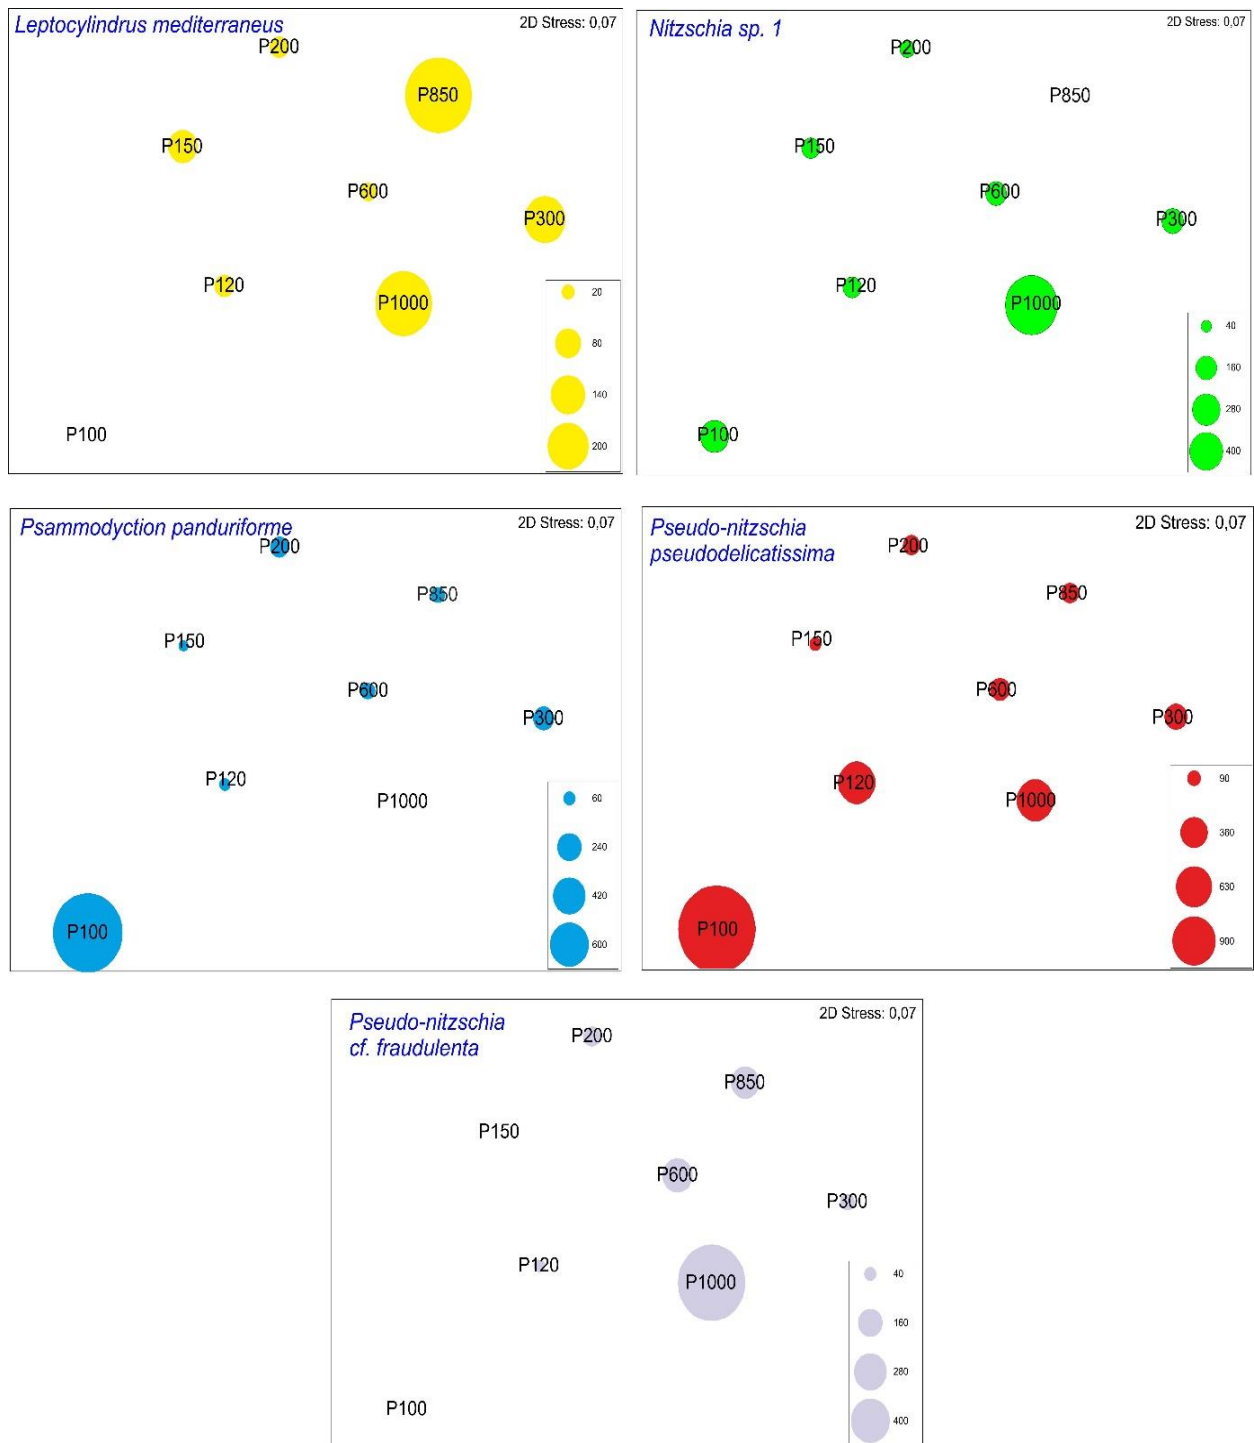 Leptocylindrus mediterraneus
2D Stress: 0,07
P200
P850
P150
P600
P300
P120
P1000
P100
20
80
140
200
Nitzschia sp. 1
2D Stress: 0,07
P200
P850
P150
P600
P300
P120
P1000
P100
40
160
280
400
Psammodyction panduriforme
2D Stress: 0,07
P200
P850
P150
P600
P300
P120
P1000
P100
60
240
420
600
Pseudo-nitzschia
pseudodelicatissima
2D Stress: 0,07
P200
P850
P150
P600
P300
P120
P1000
P100
90
360
630
900
Pseudo-nitzschia
cf. fraudulenta
2D Stress: 0,07
P200
P850
P150
P600
P300
P120
P1000
P100
40
160
280
400